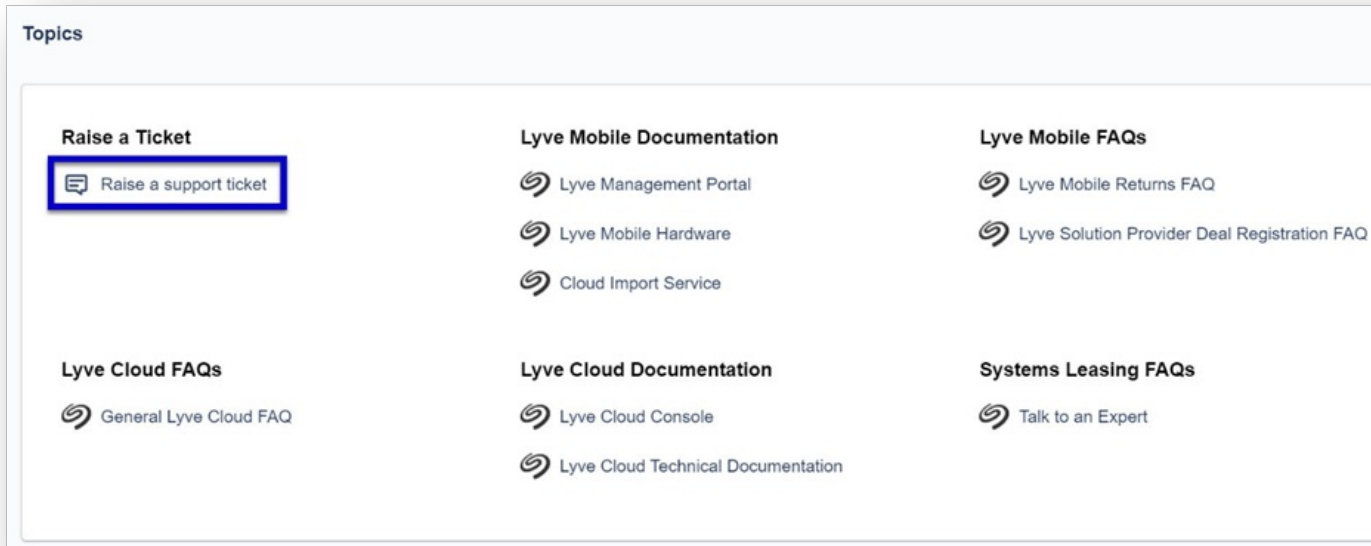 Topics
Raise a Ticket
Raise a support ticket
Lyve Mobile Documentation
Lyve Management Portal
Lyve Mobile Hardware
Cloud Import Service
Lyve Mobile FAQs
Lyve Mobile Returns FAQ
Lyve Solution Provider Deal Registration FAQ
Lyve Cloud FAQs
General Lyve Cloud FAQ
Lyve Cloud Documentation
Lyve Cloud Console
Lyve Cloud Technical Documentation
Systems Leasing FAQs
Talk to an Expert